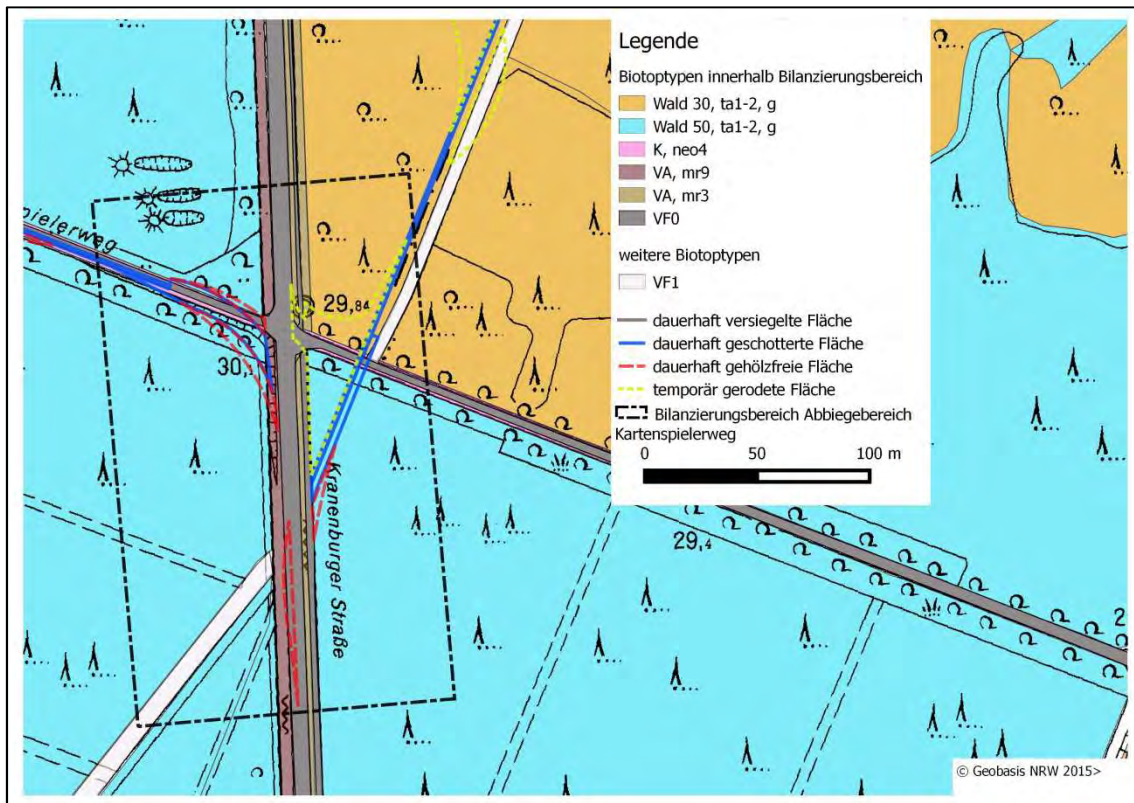 Legende
Biotoptypen innerhalb Bilanzierungsbereich
Wald 30, ta1-2, g
Wald 50, ta1-2, g
K, neo4
VA, mr9
VA, mr3
VF0
weitere Biotoptypen
VF1
dauerhaft versiegelte Fläche
dauerhaft geschotterte Fläche
dauerhaft gehölzfreie Fläche
temporär gerodete Fläche
Bilanzierungsbereich Abbiegebereich
Kartenspielerweg
0 50 100 m
pielerweg
29,84
30,
Kranenburger Straße
29,4
2
© Geobasis NRW 2015>